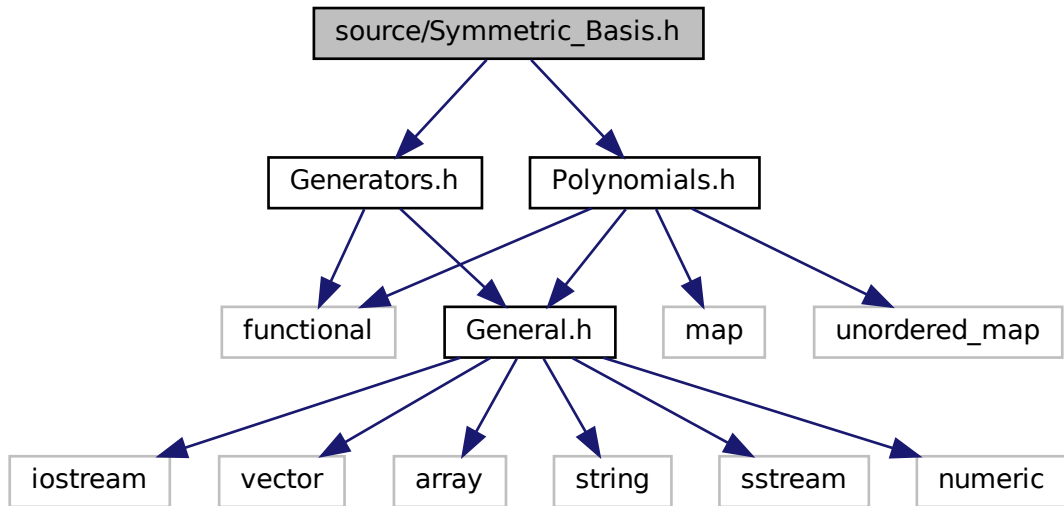 source/Symmetric_Basis.h
Generators.h
Polynomials.h
functional
General.h
map
unordered_map
iostream
vector
array
string
sstream
numeric